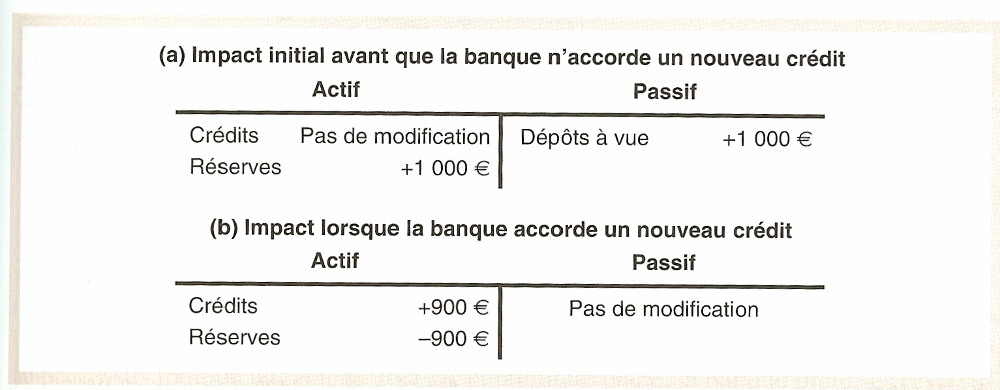 (a) Impact initial avant que la banque n'accorde un nouveau crédit
Actif Passif
Crédits Pas de modification Dépôts à vue +1 000 €
Réserves +1 000 €
(b) Impact lorsque la banque accorde un nouveau crédit
Actif Passif
Crédits +900 € Pas de modification
Réserves –900 €